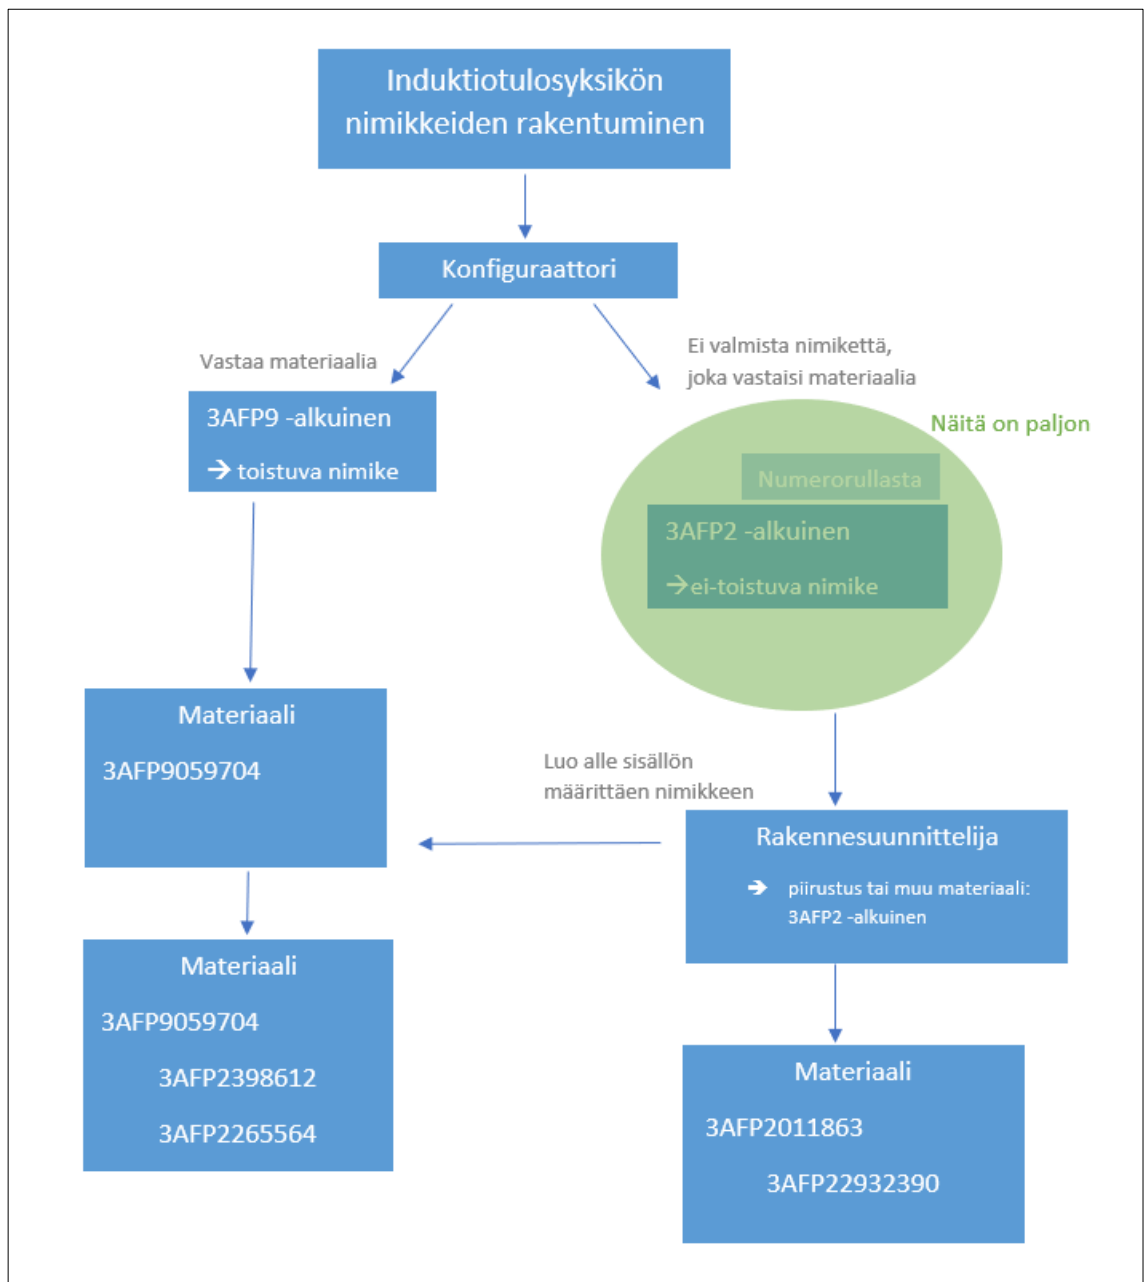 Induktiotulosyksikön
nimikkeiden rakentuminen
Konfiguraattori
Vastaa materiaalia
3AFP9 -alkuinen
→ toistuva nimike
Ei valmista nimikettä,
joka vastaisi materiaalia
Näitä on paljon
Numerorullasta
3AFP2 -alkuinen
→ei-toistuva nimike
Materiaali
3AFP9059704
Luo alle sisällön
määrittäen nimikkeen
Rakennesuunnittelija
→ piirustus tai muu materiaali:
3AFP2 -alkuinen
Materiaali
3AFP9059704
3AFP2398612
3AFP2265564
Materiaali
3AFP2011863
3AFP22932390